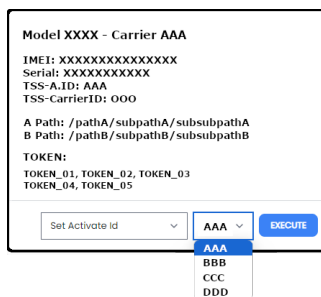 Model XXXX - Carrier AAA
IMEI: XXXXXXXXXXXXXXX
Serial: XXXXXXXXXXX
TSS-A.ID: AAA
TSS-CarrierID: OOO
A Path: /pathA/subpathA/subsubpathA
B Path: /pathB/subpathB/subsubpathB
TOKEN:
TOKEN_01, TOKEN_02, TOKEN_03
TOKEN_04, TOKEN_05
Set Activate Id AAA EXECUTE
AAA
BBB
CCC
DDD